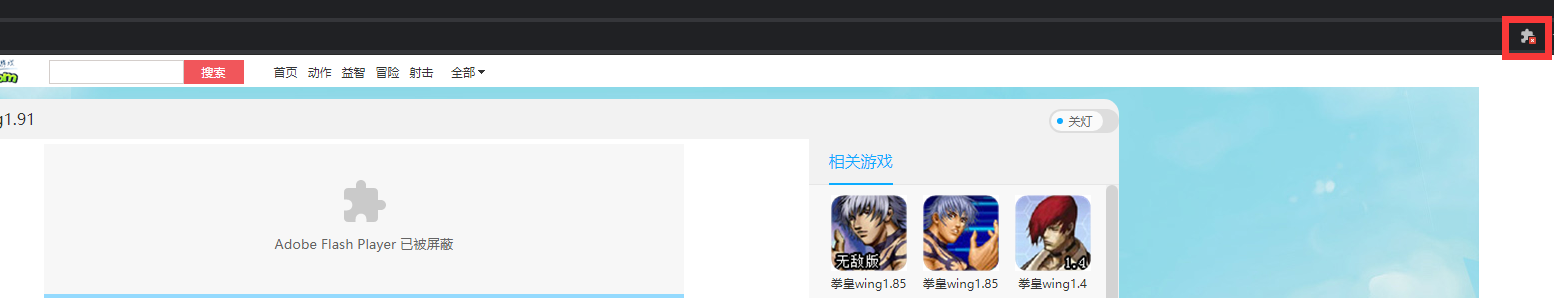 搜索
首页 动作 益智 冒险 射击 全部
g1.91
关灯
Adobe Flash Player 已被屏蔽
相关游戏
无敌版
1.4
拳皇wing1.85 拳皇wing1.85 拳皇wing1.4